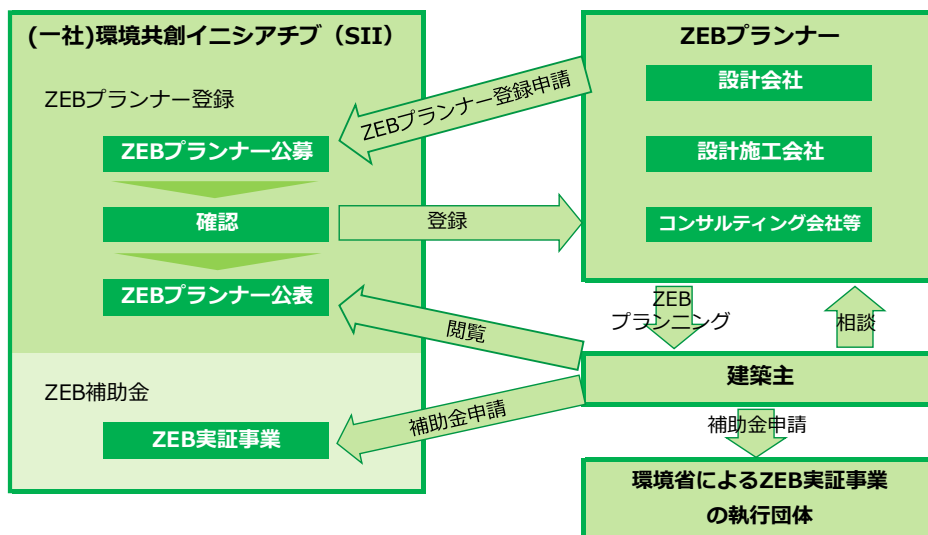 (一社)環境共創イニシアチブ（SII）
ZEBプランナー登録
ZEBプランナー公募
確認
ZEBプランナー公表
ZEB補助金
ZEB実証事業
ZEBプランナー登録申請
登録
閲覧
補助金申請
ZEBプランナー
設計会社
設計施工会社
コンサルティング会社等
ZEB
プランニング
相談
建築主
補助金申請
環境省によるZEB実証事業
の執行団体